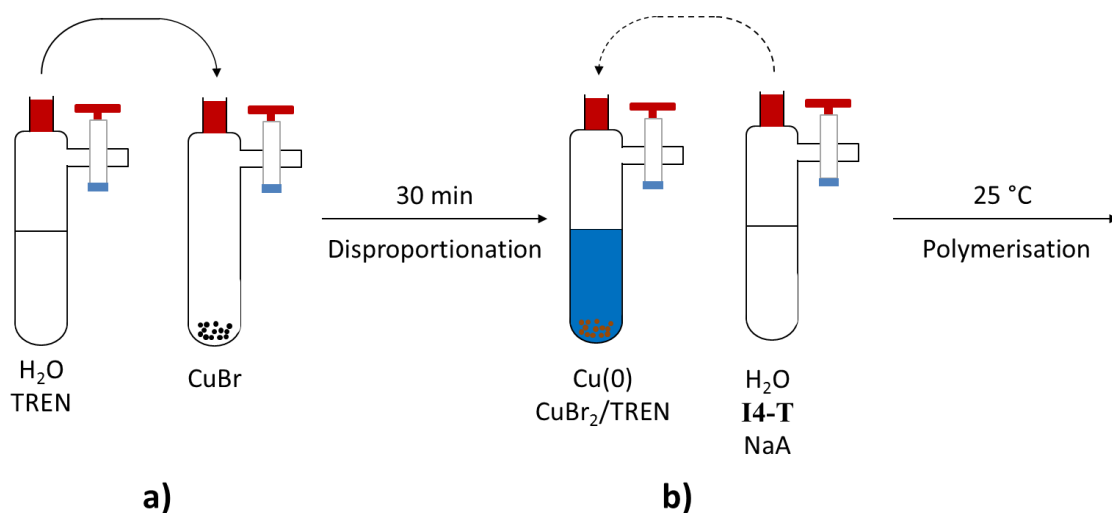 30 min
Disproportionation
25 °C
Polymerisation
H₂O
TREN
CuBr
Cu(0)
CuBr₂/TREN
H₂O
I4-T
NaA
a)
b)